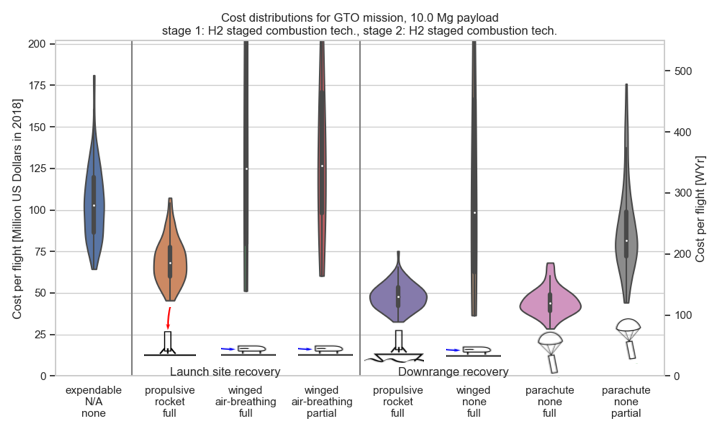 Cost distributions for GTO mission, 10.0 Mg payload
stage 1: H2 staged combustion tech., stage 2: H2 staged combustion tech.
Cost per flight [Million US Dollars in 2018]
200
175
150
125
100
75
50
25
0
500
400
300
200
100
0
Cost per flight [WYr]
Launch site recovery
Downrange recovery
expendable
N/A
none
propulsive
rocket
full
winged
air-breathing
full
winged
air-breathing
partial
propulsive
rocket
full
winged
none
full
parachute
none
full
parachute
none
partial